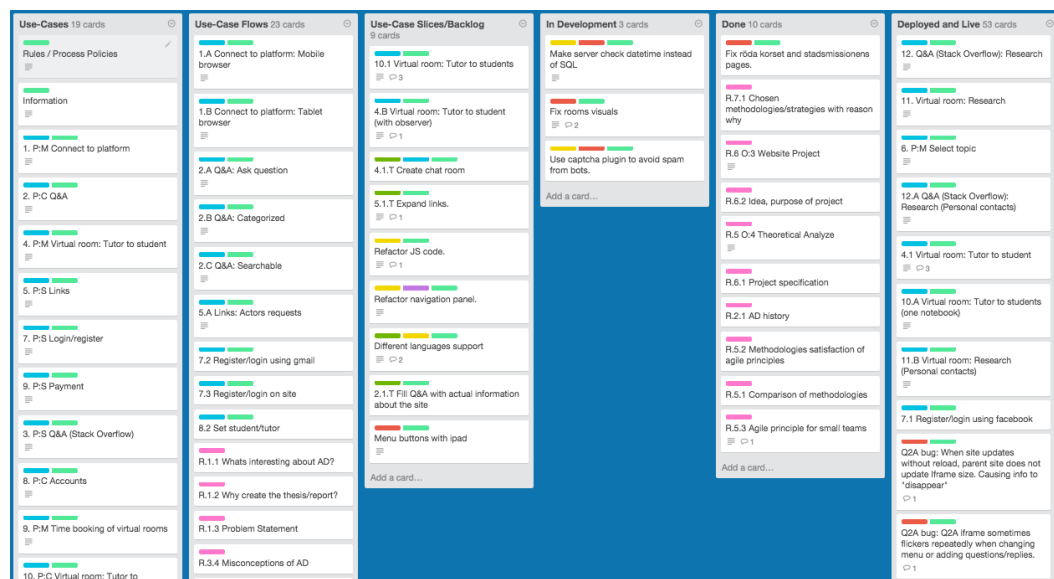 Use-Cases 19 cards
Rules / Process Policies
Information
1. P:M Connect to platform
2. P:C Q&A
4. P:M Virtual room: Tutor to student
5. P:S Links
7. P:S Login/register
9. P:S Payment
3. P:S Q&A (Stack Overflow)
8. P:C Accounts
9. P:M Time booking of virtual rooms
10. P:C Virtual room: Tutor to
Use-Case Flows 23 cards
1.A Connect to platform: Mobile
browser
1.B Connect to platform: Tablet
browser
2.A Q&A: Ask question
2.B Q&A: Categorized
2.C Q&A: Searchable
5.A Links: Actors requests
7.2 Register/login using gmail
7.3 Register/login on site
8.2 Set student/tutor
R.1.1 Whats interesting about AD?
R.1.2 Why create the thesis/report?
R.1.3 Problem Statement
R.3.4 Misconceptions of AD
Use-Case Slices/Backlog
9 cards
10.1 Virtual room: Tutor to students
3
4.B Virtual room: Tutor to student
(with observer)
1
4.1.T Create chat room
5.1.T Expand links.
1
Refactor JS code.
1
Refactor navigation panel.
Different languages support
2
2.1.T Fill Q&A with actual information
about the site
Menu buttons with ipad
Add a card...
In Development 3 cards
Make server check datetime instead
of SQL
Fix rooms visuals
2
Use captcha plugin to avoid spam
from bots.
Add a card...
Done 10 cards
Fix röda korset and stadsmissionens
pages.
R.7.1 Chosen
methodologies/strategies with reason
why
R.6 O:3 Website Project
R.6.2 Idea, purpose of project
R.5 O:4 Theoretical Analyze
R.6.1 Project specification
R.2.1 AD history
R.5.2 Methodologies satisfaction of
agile principles
R.5.1 Comparison of methodologies
R.5.3 Agile principle for small teams
1
Add a card...
Deployed and Live 53 cards
12. Q&A (Stack Overflow): Research
11. Virtual room: Research
6. P:M Select topic
12.A Q&A (Stack Overflow):
Research (Personal contacts)
4.1 Virtual room: Tutor to student
3
10.A Virtual room: Tutor to students
(one notebook)
11.B Virtual room: Research
(Personal contacts)
7.1 Register/login using facebook
Q2A bug: When site updates
without reload, parent site does not
update Iframe size. Causing info to
"disappear"
1
Q2A bug: Q2A iframe sometimes
flickers repeatedly when changing
menu or adding questions/replies.
1